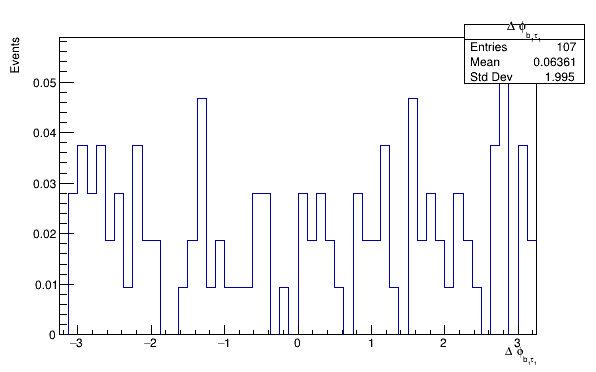 Δ ϕ_{b₁τ₁}
Entries 107
Mean 0.06361
Std Dev 1.995
Events
0.05
0.04
0.03
0.02
0.01
0
−3 −2 −1 0 1 2 3
Δ ϕ_{b₁τ₁}